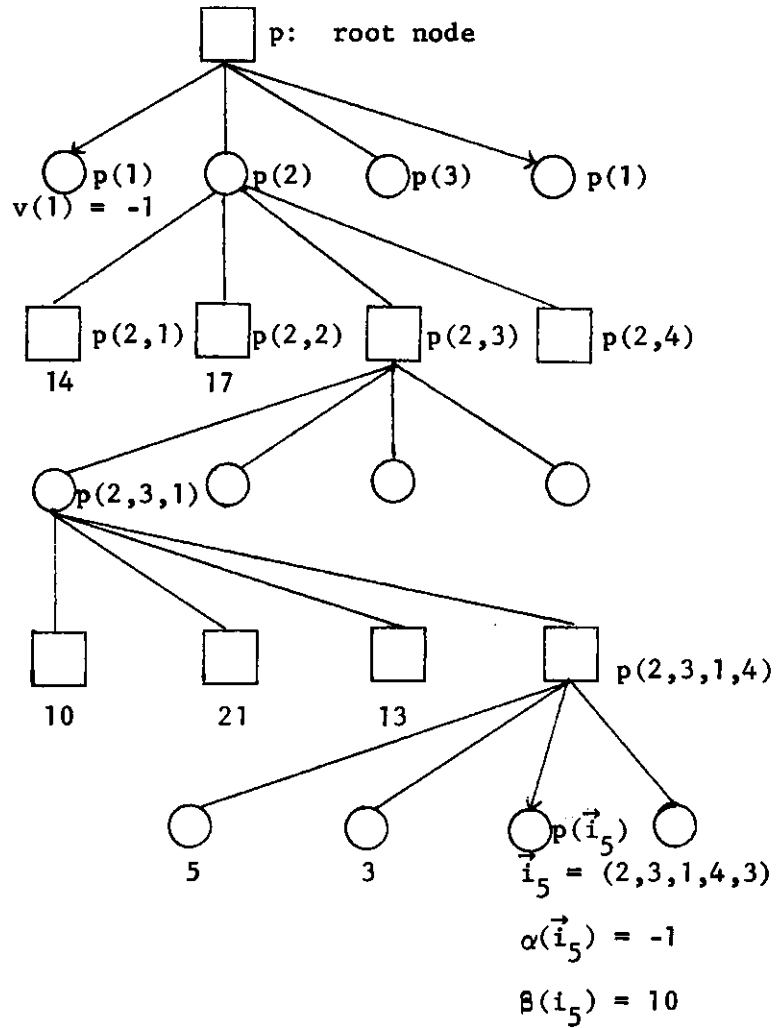 p: root node
p(1) p(2) p(3) p(1)
v(1) = -1
p(2,1) p(2,2) p(2,3) p(2,4)
14 17
p(2,3,1)
p(2,3,1,4)
10 21 13
p(i⃗₅)
5 3 i⃗₅ = (2,3,1,4,3)
α(i⃗₅) = -1
β(i₅) = 10